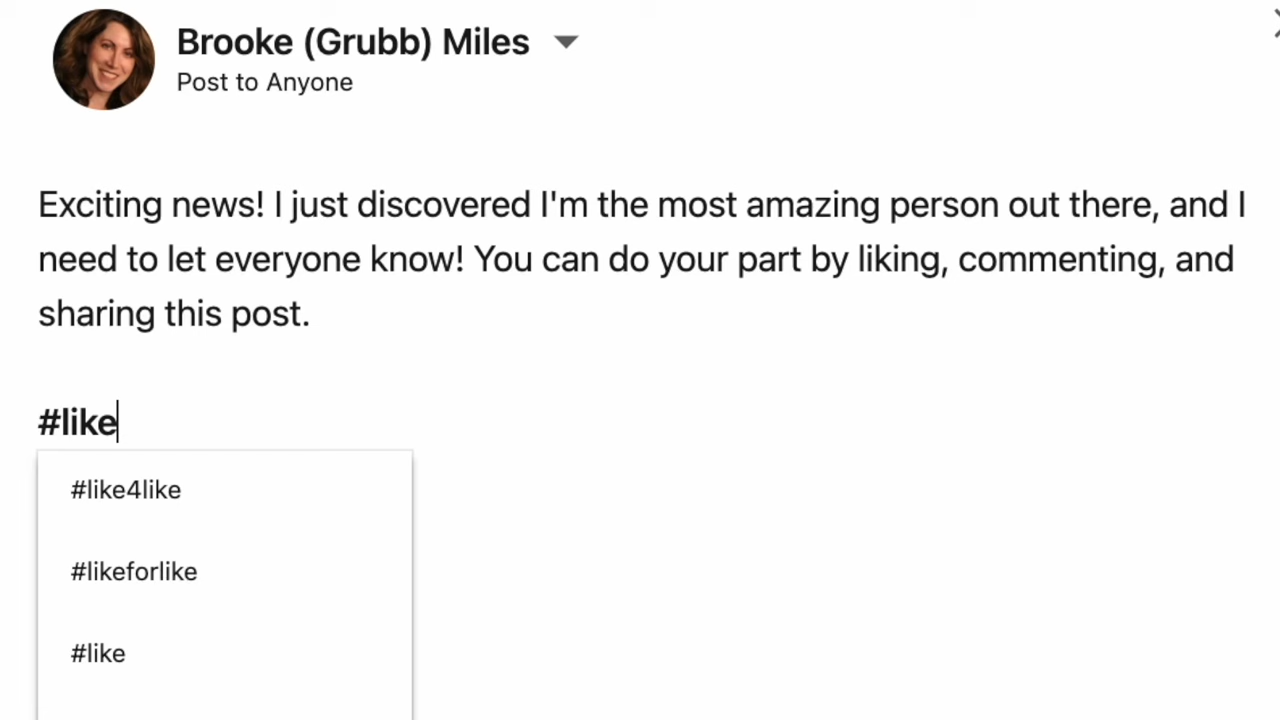 Brooke (Grubb) Miles
Post to Anyone
Exciting news! I just discovered I'm the most amazing person out there, and I
need to let everyone know! You can do your part by liking, commenting, and
sharing this post.
#like
#like4like
#likeforlike
#like